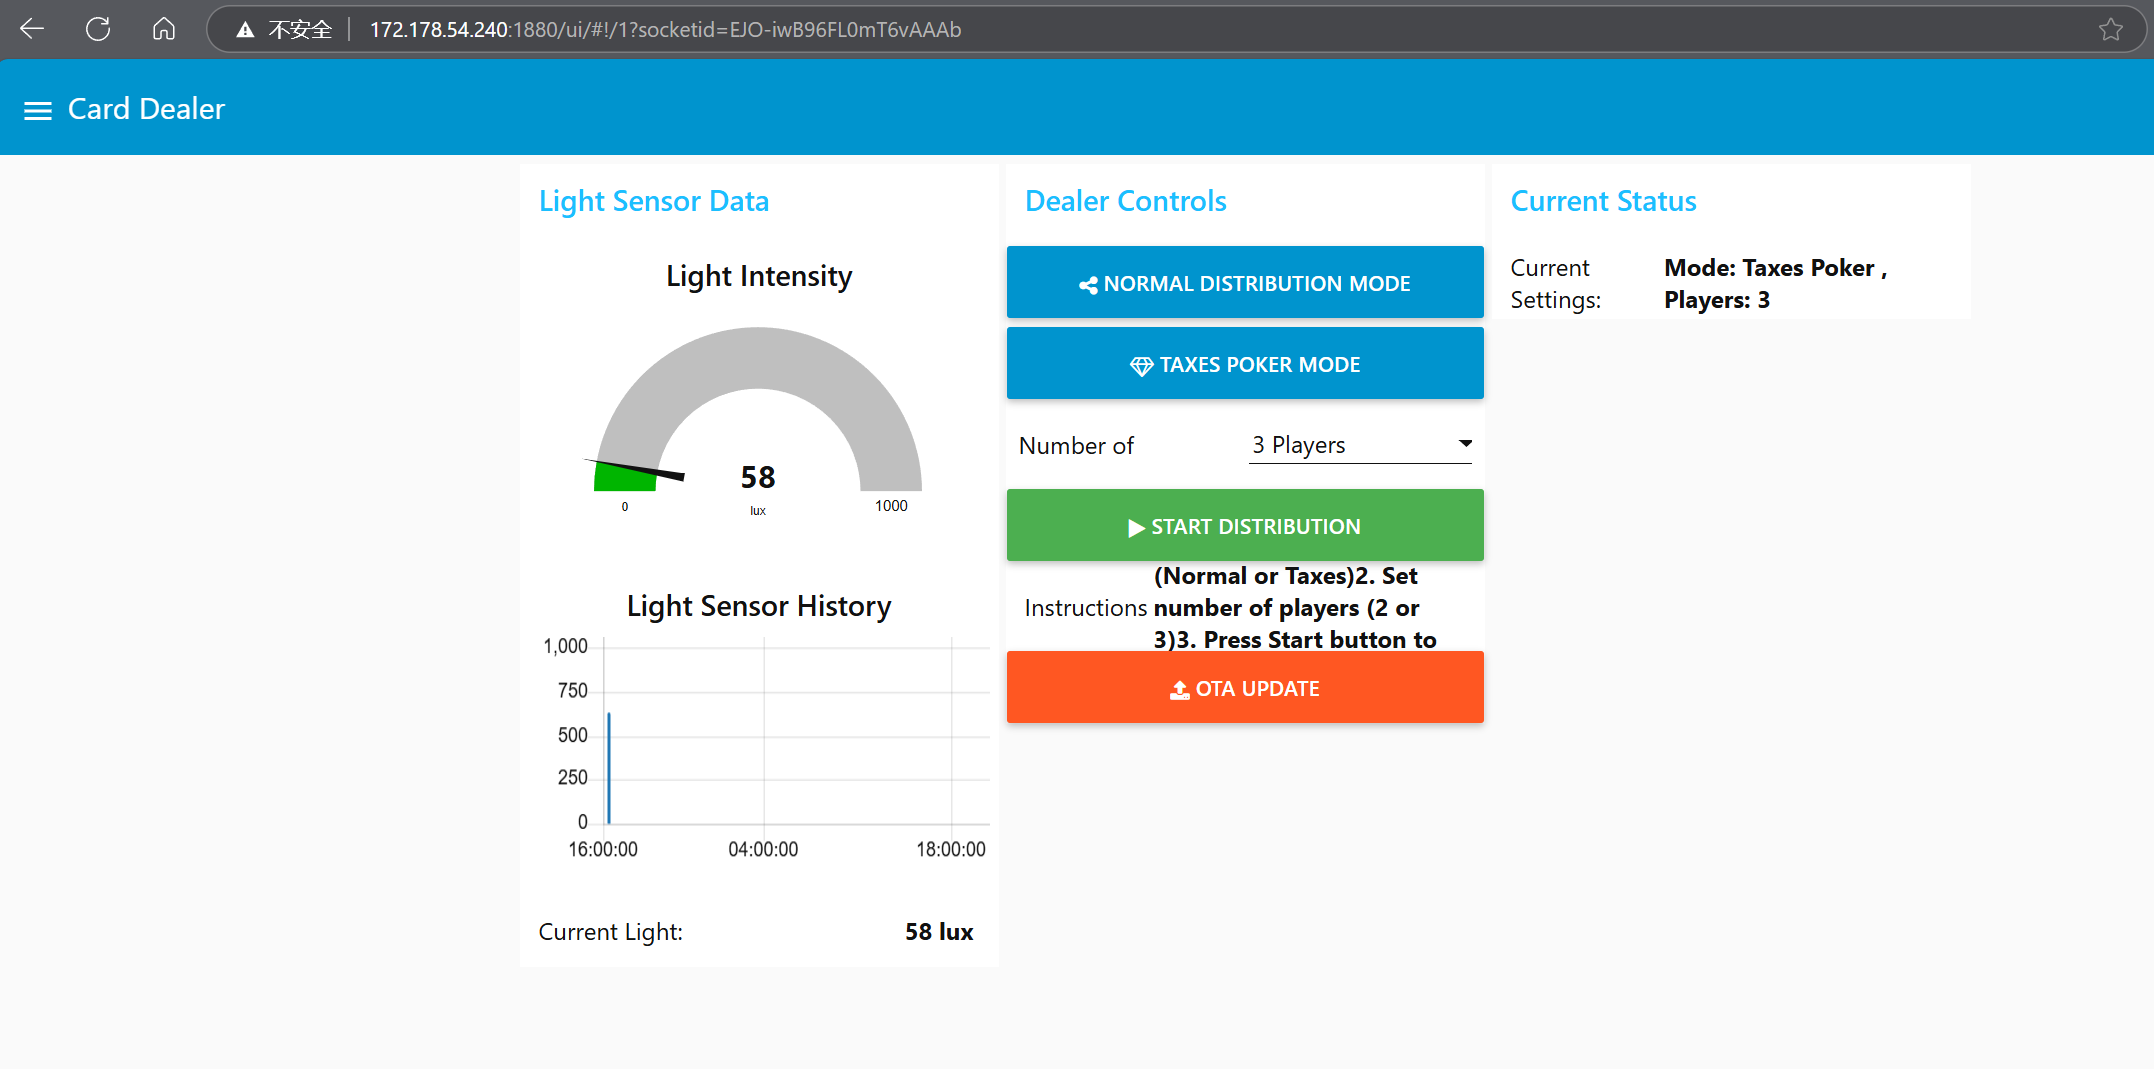 不安全 172.178.54.240:1880/ui/#!/1?socketid=EJO-iwB96FL0mT6vAAAb
Card Dealer
Light Sensor Data
Light Intensity
58
lux
0
1000
Light Sensor History
1,000
750
500
250
0
16:00:00 04:00:00 18:00:00
Current Light: 58 lux
Dealer Controls
NORMAL DISTRIBUTION MODE
TAXES POKER MODE
Number of 3 Players
START DISTRIBUTION
(Normal or Taxes)2. Set
Instructions number of players (2 or
3)3. Press Start button to
OTA UPDATE
Current Status
Current Mode: Taxes Poker ,
Settings: Players: 3